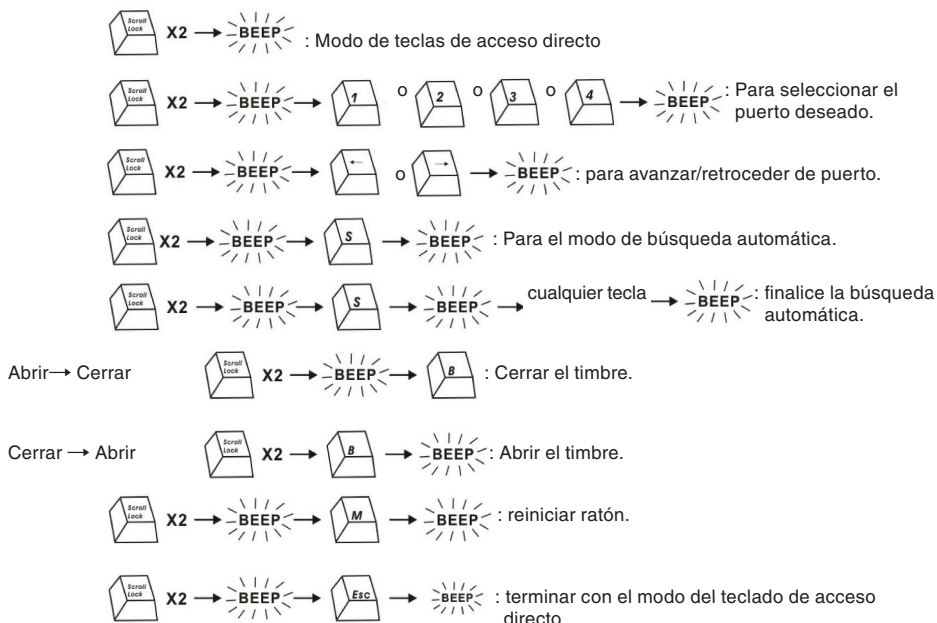 Scroll Lock X2 → BEEP : Modo de teclas de acceso directo
Scroll Lock X2 → BEEP → 1 o 2 o 3 o 4 → BEEP : Para seleccionar el
puerto deseado.
Scroll Lock X2 → BEEP → ← o → → BEEP : para avanzar/retroceder de puerto.
Scroll Lock X2 → BEEP → S → BEEP : Para el modo de búsqueda automática.
Scroll Lock X2 → BEEP → S → BEEP → cualquier tecla → BEEP : finalice la búsqueda
automática.
Abrir→ Cerrar Scroll Lock X2 → BEEP → B : Cerrar el timbre.
Cerrar → Abrir Scroll Lock X2 → B → BEEP : Abrir el timbre.
Scroll Lock X2 → BEEP → M → BEEP : reiniciar ratón.
Scroll Lock X2 → BEEP → Esc → BEEP : terminar con el modo del teclado de acceso
directo